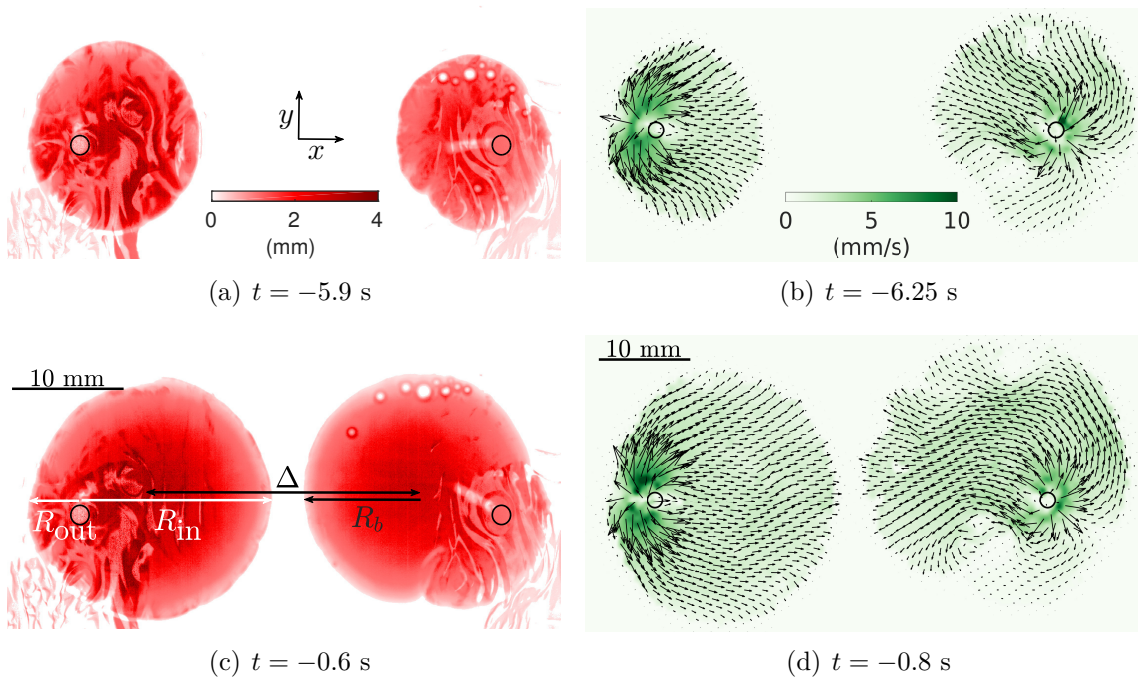 y
x
0 2 4
(mm)
0 5 10
(mm/s)
(a) t = −5.9 s
(b) t = −6.25 s
10 mm
10 mm
Δ
R_out R_in R_b
(c) t = −0.6 s
(d) t = −0.8 s